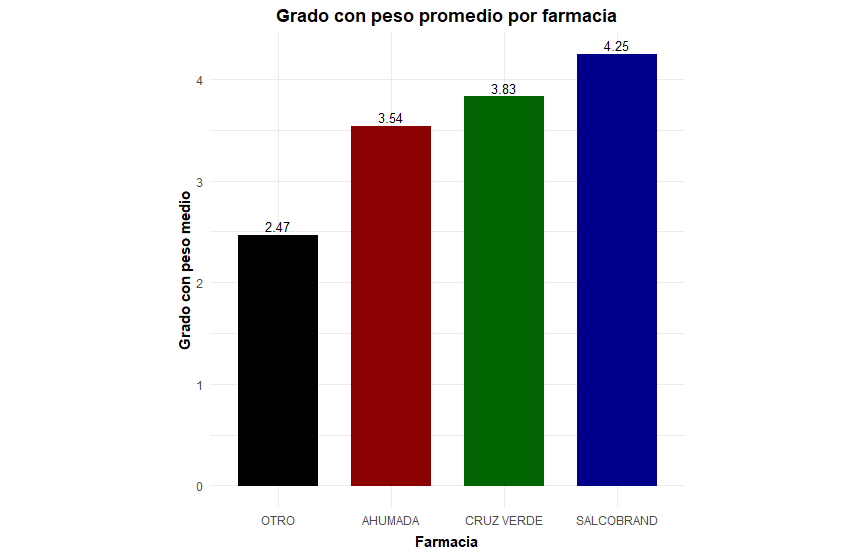 Grado con peso promedio por farmacia
4.25
3.83
3.54
2.47
4
3
2
1
0
Grado con peso medio
OTRO AHUMADA CRUZ VERDE SALCOBRAND
Farmacia